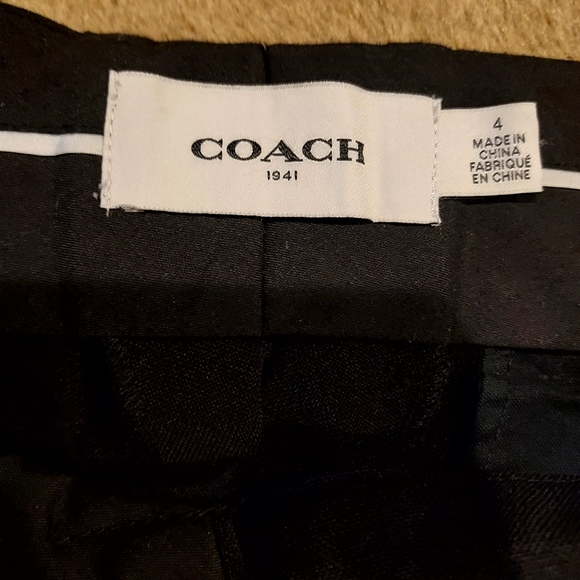 COACH
1941
4
MADE IN
CHINA
FABRIQUÉ
EN CHINE